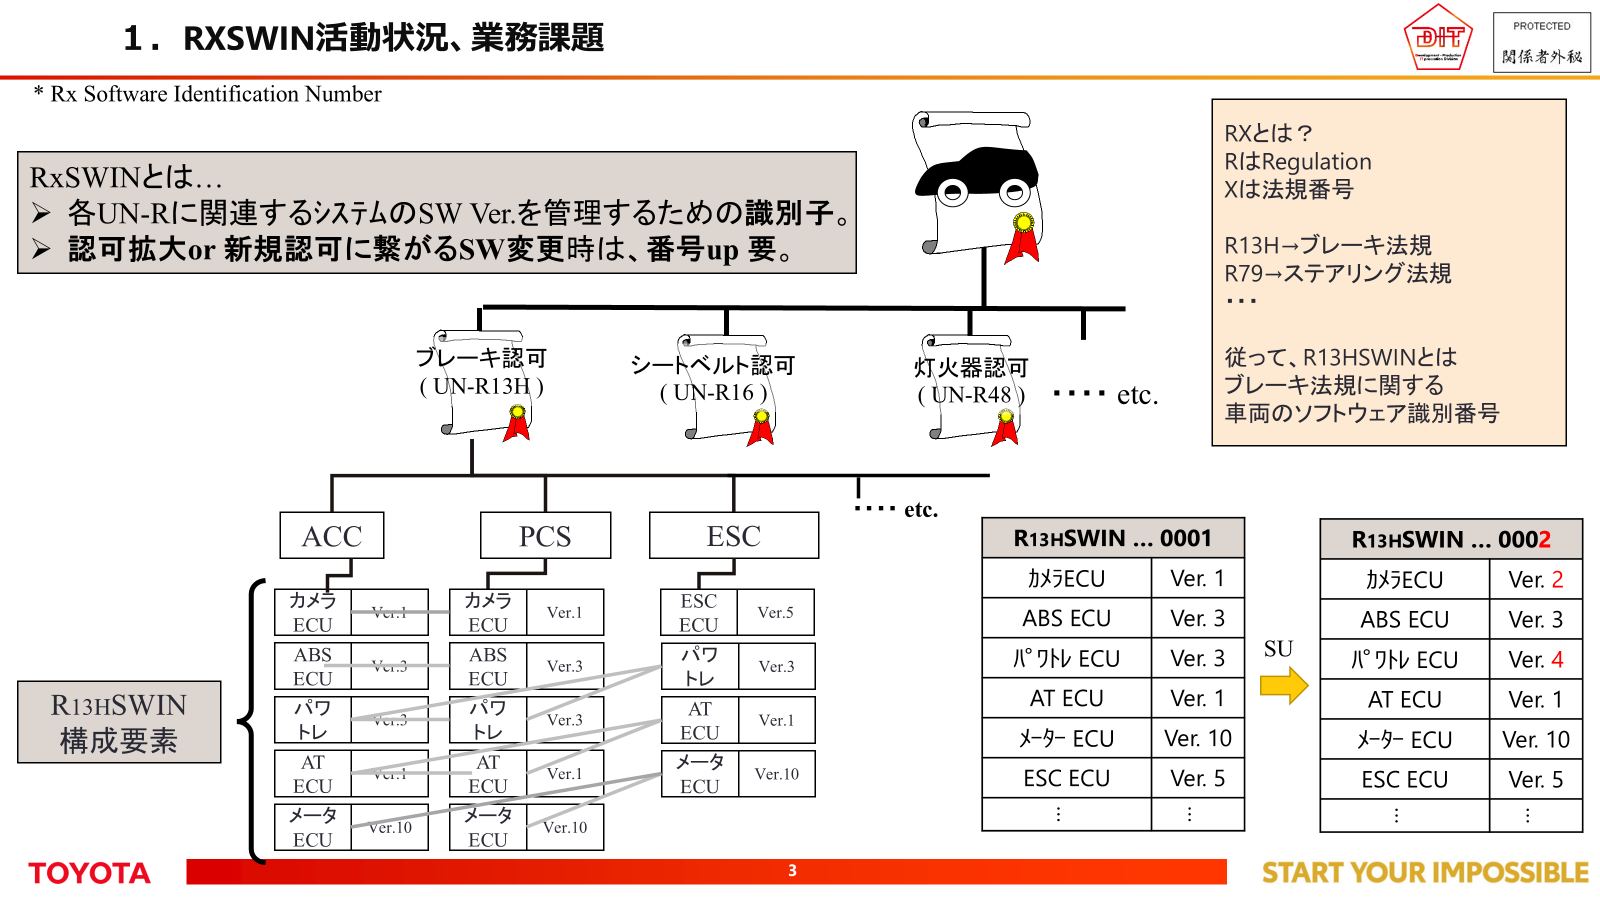 １．RXSWIN活動状況、業務課題
DIT
PROTECTED
関係者外秘
* Rx Software Identification Number
RxSWINとは…
➢ 各UN-Rに関連するｼｽﾃﾑのSW Ver.を管理するための識別子。
➢ 認可拡大or 新規認可に繋がるSW変更時は、番号up 要。
RXとは？
RはRegulation
Xは法規番号
R13H→ブレーキ法規
R79→ステアリング法規
・・・
従って、R13HSWINとは
ブレーキ法規に関する
車両のソフトウェア識別番号
ブレーキ認可
( UN-R13H )
シートベルト認可
( UN-R16 )
灯火器認可
( UN-R48 )
・・・・ etc.
ACC
PCS
ESC
・・・・ etc.
R13HSWIN
構成要素
カメラ
ECU
Ver.1
ABS
ECU
Ver.3
パワ
トレ
Ver.3
AT
ECU
Ver.1
メータ
ECU
Ver.10
カメラ
ECU
Ver.1
ABS
ECU
Ver.3
パワ
トレ
Ver.3
AT
ECU
Ver.1
メータ
ECU
Ver.10
ESC
ECU
Ver.5
パワ
トレ
Ver.3
AT
ECU
Ver.1
メータ
ECU
Ver.10
R13HSWIN … 0001
ｶﾒﾗECU Ver. 1
ABS ECU Ver. 3
ﾊﾟﾜﾄﾚ ECU Ver. 3
AT ECU Ver. 1
ﾒｰﾀｰ ECU Ver. 10
ESC ECU Ver. 5
⋮ ⋮
SU
R13HSWIN … 0002
ｶﾒﾗECU Ver. 2
ABS ECU Ver. 3
ﾊﾟﾜﾄﾚ ECU Ver. 4
AT ECU Ver. 1
ﾒｰﾀｰ ECU Ver. 10
ESC ECU Ver. 5
⋮ ⋮
TOYOTA
3
START YOUR IMPOSSIBLE